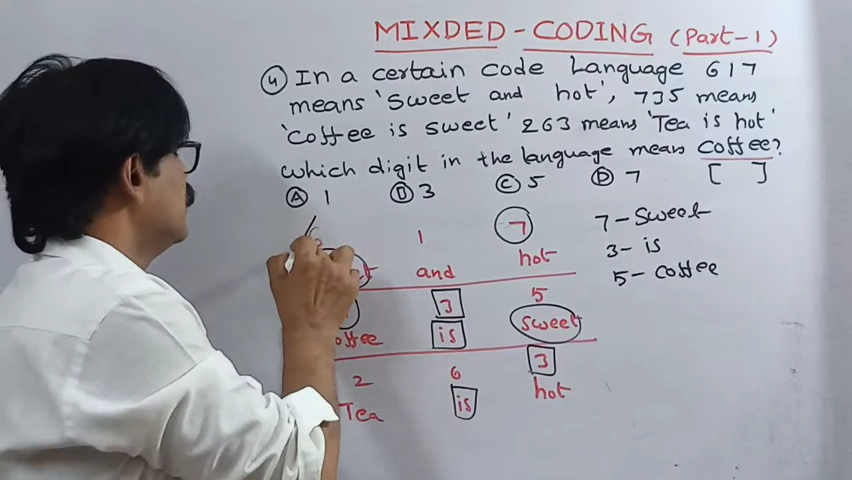 MIXDED - CODING (Part-1)
4 In a certain code Language 617
means 'Sweet and hot', 735 means
'Coffee is sweet' 263 means 'Tea is hot'
which digit in the language means coffee?
A 1 B 3 C 5 D 7 [ ]
1 7
and hot
7 - Sweet
3 - is
5 - coffee
3 5
is sweet
2 6 3
Tea is hot